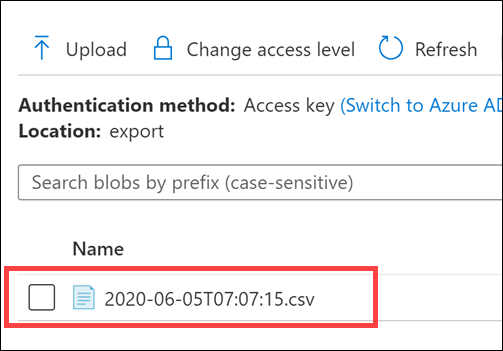 Upload Change access level Refresh
Authentication method: Access key (Switch to Azure AD
Location: export
Search blobs by prefix (case-sensitive)
Name
2020-06-05T07:07:15.csv